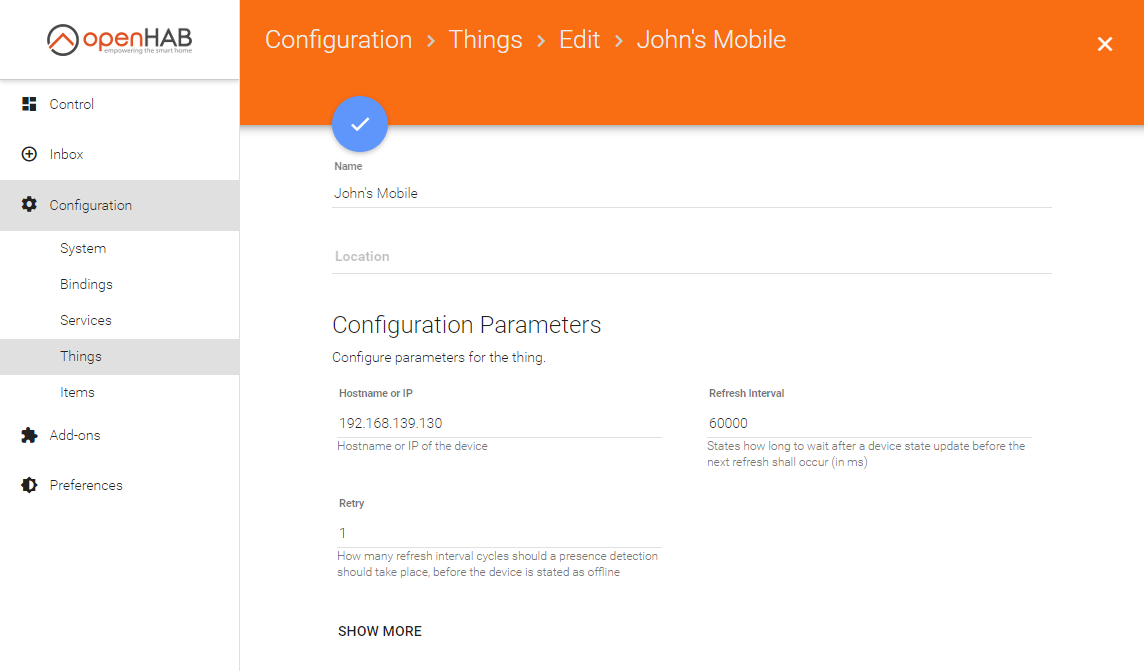 openHAB
empowering the smart home
Configuration > Things > Edit > John's Mobile
Control
Inbox
Configuration
System
Bindings
Services
Things
Items
Add-ons
Preferences
Name
John's Mobile
Location
Configuration Parameters
Configure parameters for the thing.
Hostname or IP
192.168.139.130
Hostname or IP of the device
Refresh Interval
60000
States how long to wait after a device state update before the
next refresh shall occur (in ms)
Retry
1
How many refresh interval cycles should a presence detection
should take place, before the device is stated as offline
SHOW MORE